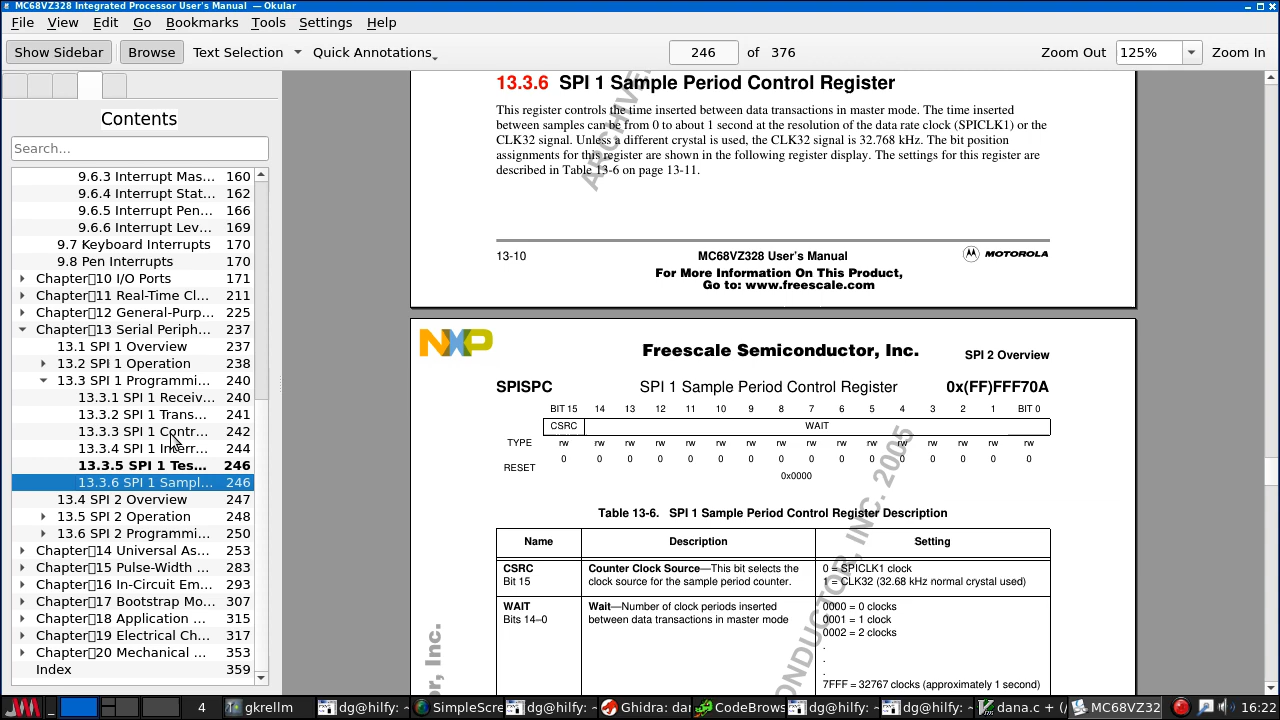 MC68VZ328 Integrated Processor User's Manual — Okular
File View Edit Go Bookmarks Tools Settings Help
Show Sidebar Browse Text Selection Quick Annotations 246 of 376 Zoom Out 125% Zoom In
Contents
Search...
9.6.3 Interrupt Mas... 160
9.6.4 Interrupt Stat... 162
9.6.5 Interrupt Pen... 166
9.6.6 Interrupt Lev... 169
9.7 Keyboard Interrupts 170
9.8 Pen Interrupts 170
Chapter 10 I/O Ports 171
Chapter 11 Real-Time Cl... 211
Chapter 12 General-Purp... 225
Chapter 13 Serial Periph... 237
13.1 SPI 1 Overview 237
13.2 SPI 1 Operation 238
13.3 SPI 1 Programmi... 240
13.3.1 SPI 1 Receiv... 240
13.3.2 SPI 1 Trans... 241
13.3.3 SPI 1 Contr... 242
13.3.4 SPI 1 Interr... 244
13.3.5 SPI 1 Tes... 246
13.3.6 SPI 1 Sampl... 246
13.4 SPI 2 Overview 247
13.5 SPI 2 Operation 248
13.6 SPI 2 Programmi... 250
Chapter 14 Universal As... 253
Chapter 15 Pulse-Width ... 283
Chapter 16 In-Circuit Em... 293
Chapter 17 Bootstrap Mo... 307
Chapter 18 Application ... 315
Chapter 19 Electrical Ch... 317
Chapter 20 Mechanical ... 353
Index 359
13.3.6 SPI 1 Sample Period Control Register
This register controls the time inserted between data transactions in master mode. The time inserted
between samples can be from 0 to about 1 second at the resolution of the data rate clock (SPICLK1) or the
CLK32 signal. Unless a different crystal is used, the CLK32 signal is 32.768 kHz. The bit position
assignments for this register are shown in the following register display. The settings for this register are
described in Table 13-6 on page 13-11.
ARCHIVE
13-10 MC68VZ328 User's Manual MOTOROLA
For More Information On This Product,
Go to: www.freescale.com
NXP Freescale Semiconductor, Inc. SPI 2 Overview
SPISPC SPI 1 Sample Period Control Register 0x(FF)FFF70A
BIT 15 14 13 12 11 10 9 8 7 6 5 4 3 2 1 BIT 0
CSRC WAIT
TYPE rw rw rw rw rw rw rw rw rw rw rw rw rw rw rw rw
0 0 0 0 0 0 0 0 0 0 0 0 0 0 0 0
RESET
0x0000
Table 13-6. SPI 1 Sample Period Control Register Description
Name Description Setting
CSRC Counter Clock Source—This bit selects the 0 = SPICLK1 clock
Bit 15 clock source for the sample period counter. 1 = CLK32 (32.68 kHz normal crystal used)
WAIT Wait—Number of clock periods inserted 0000 = 0 clocks
Bits 14–0 between data transactions in master mode 0001 = 1 clock
0002 = 2 clocks
.
.
.
7FFF = 32767 clocks (approximately 1 second)
or, Inc.
ONDUCTOR, INC. 2005
4 gkrellm dg@hilfy: SimpleScre dg@hilfy: Ghidra: dar CodeBrows dg@hilfy: dg@hilfy: dana.c + (/ MC68VZ32 16:22